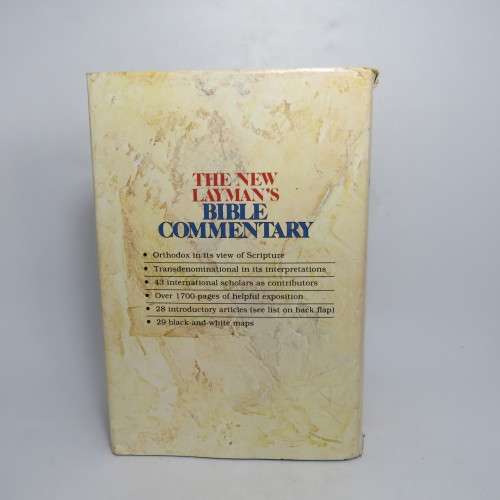 THE NEW
LAYMAN'S
BIBLE
COMMENTARY
• Orthodox in its view of Scripture
• Transdenominational in its interpretations
• 43 international scholars as contributors
• Over 1700 pages of helpful exposition
• 28 introductory articles (see list on back flap)
• 29 black-and-white maps